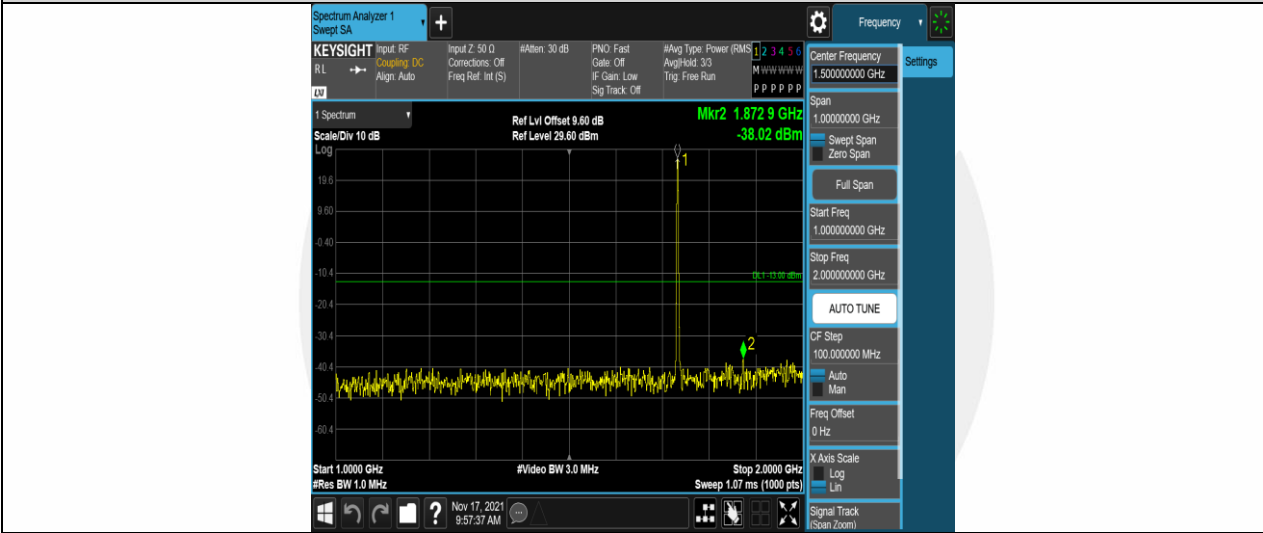 Spectrum Analyzer 1
Swept SA
+
Frequency
KEYSIGHT
RL
LXI
Input: RF
Coupling: DC
Align: Auto
Input Z: 50 Ω
Corrections: Off
Freq Ref: Int (S)
#Atten: 30 dB
PNO: Fast
Gate: Off
IF Gain: Low
Sig Track: Off
#Avg Type: Power (RMS
Avg|Hold: 3/3
Trig: Free Run
1 2 3 4 5 6
M W W W W W
P P P P P P
Settings
Center Frequency
1.500000000 GHz
Span
1.00000000 GHz
Swept Span
Zero Span
Full Span
Start Freq
1.000000000 GHz
Stop Freq
2.000000000 GHz
AUTO TUNE
CF Step
100.000000 MHz
Auto
Man
Freq Offset
0 Hz
X Axis Scale
Log
Lin
Signal Track
(Span Zoom)
1 Spectrum
Scale/Div 10 dB
Log
Ref Lvl Offset 9.60 dB
Ref Level 29.60 dBm
Mkr2 1.872 9 GHz
-38.02 dBm
1
19.6
9.60
-0.40
-10.4
DL1 -13.00 dBm
-20.4
-30.4
2
-40.4
-50.4
-60.4
Start 1.0000 GHz
#Video BW 3.0 MHz
Stop 2.0000 GHz
#Res BW 1.0 MHz
Sweep 1.07 ms (1000 pts)
?
Nov 17, 2021
9:57:37 AM